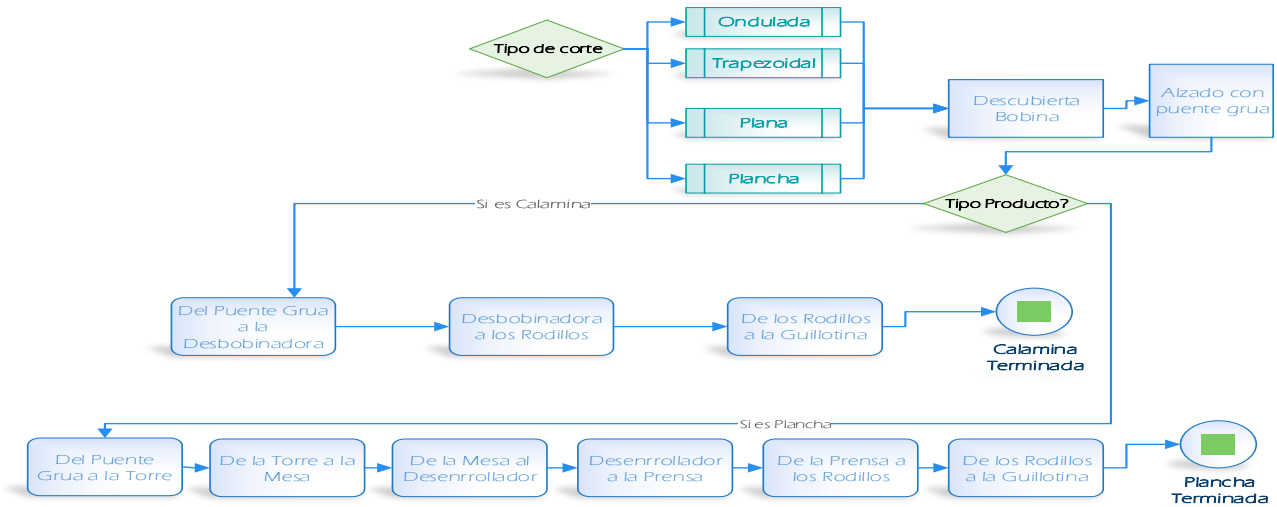 Tipo de corte
Ondulada
Trapezoidal
Plana
Plancha
Descubierta
Bobina
Alzado con
puente grua
Tipo Producto?
Si es Calamina
Del Puente Grua
a la
Desbobinadora
Desbobinadora
a los Rodillos
De los Rodillos
a la Guillotina
Calamina
Terminada
Si es Plancha
Del Puente
Grua a la Torre
De la Torre a la
Mesa
De la Mesa al
Desenrrollador
Desenrrollador
a la Prensa
De la Prensa a
los Rodillos
De los Rodillos
a la Guillotina
Plancha
Terminada